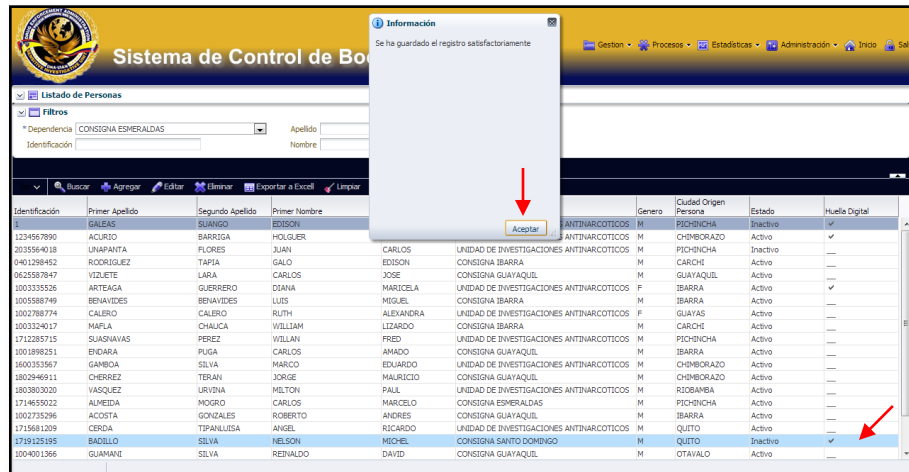 Información
Se ha guardado el registro satisfactoriamente
Sistema de Control de Bo
Gestion Procesos Estadísticas Administración Inicio Sal
Listado de Personas
Filtros
* Dependencia CONSIGNA ESMERALDAS Apellido
Identificación Nombre
Buscar Agregar Editar Eliminar Exportar a Excell Limpiar
Aceptar
Identificación Primer Apellido Segundo Apellido Primer Nombre Genero Ciudad Origen Persona Estado Huella Digital
1 GALEAS SUANGO EDISON S ANTINARCOTICOS M PICHINCHA Inactivo
1234567890 ACURIO BARRIGA HOLGUER S ANTINARCOTICOS M CHIMBORAZO Activo
2035564018 UNAPANTA FLORES JUAN CARLOS UNIDAD DE INVESTIGACIONES ANTINARCOTICOS M PICHINCHA Inactivo
0401298452 RODRIGUEZ TAPIA GALO EDISON CONSIGNA IBARRA M CARCHI Activo
0625588847 VIZUETE LARA CARLOS JOSE CONSIGNA GUAYAQUIL M GUAYAQUIL Activo
1003335526 ARTEAGA GUERRERO DIANA MARICELA UNIDAD DE INVESTIGACIONES ANTINARCOTICOS F IBARRA Activo
1005588749 BENAVIDES BENAVIDES LUIS MIGUEL CONSIGNA IBARRA M IBARRA Activo
1002788774 CALERO CALERO RUTH ALEXANDRA UNIDAD DE INVESTIGACIONES ANTINARCOTICOS F GUAYAS Activo
1003324017 MAFLA CHAUCA WILLIAM LIZARDO CONSIGNA IBARRA M CARCHI Activo
1712285715 SUASNAVAS PEREZ WILLAN FRED UNIDAD DE INVESTIGACIONES ANTINARCOTICOS M PICHINCHA Activo
1001898251 ENDARA PUGA CARLOS AMADO CONSIGNA GUAYAQUIL M IBARRA Activo
1600353567 GAMBOA SILVA MARCO EDUARDO CONSIGNA GUAYAQUIL M CHIMBORAZO Activo
1802946911 CHERREZ TERAN JORGE MAURICIO CONSIGNA GUAYAQUIL M CHIMBORAZO Activo
1803803020 VASQUEZ URVINA MILTON PAUL UNIDAD DE INVESTIGACIONES ANTINARCOTICOS M RIOBAMBA Activo
1714655022 ALMEIDA MOGRO CARLOS MARCELO CONSIGNA ESMERALDAS M PICHINCHA Activo
1002735296 ACOSTA GONZALES ROBERTO ANDRES CONSIGNA GUAYAQUIL M IBARRA Activo
1715681209 CERDA TIPANLUISA ANGEL RICARDO UNIDAD DE INVESTIGACIONES ANTINARCOTICOS M QUITO Activo
1719125195 BADILLO SILVA NELSON MICHEL CONSIGNA SANTO DOMINGO M QUITO Inactivo
1004001366 GUAMANI SILVA REINALDO DAVID CONSIGNA GUAYAQUIL M OTAVALO Activo